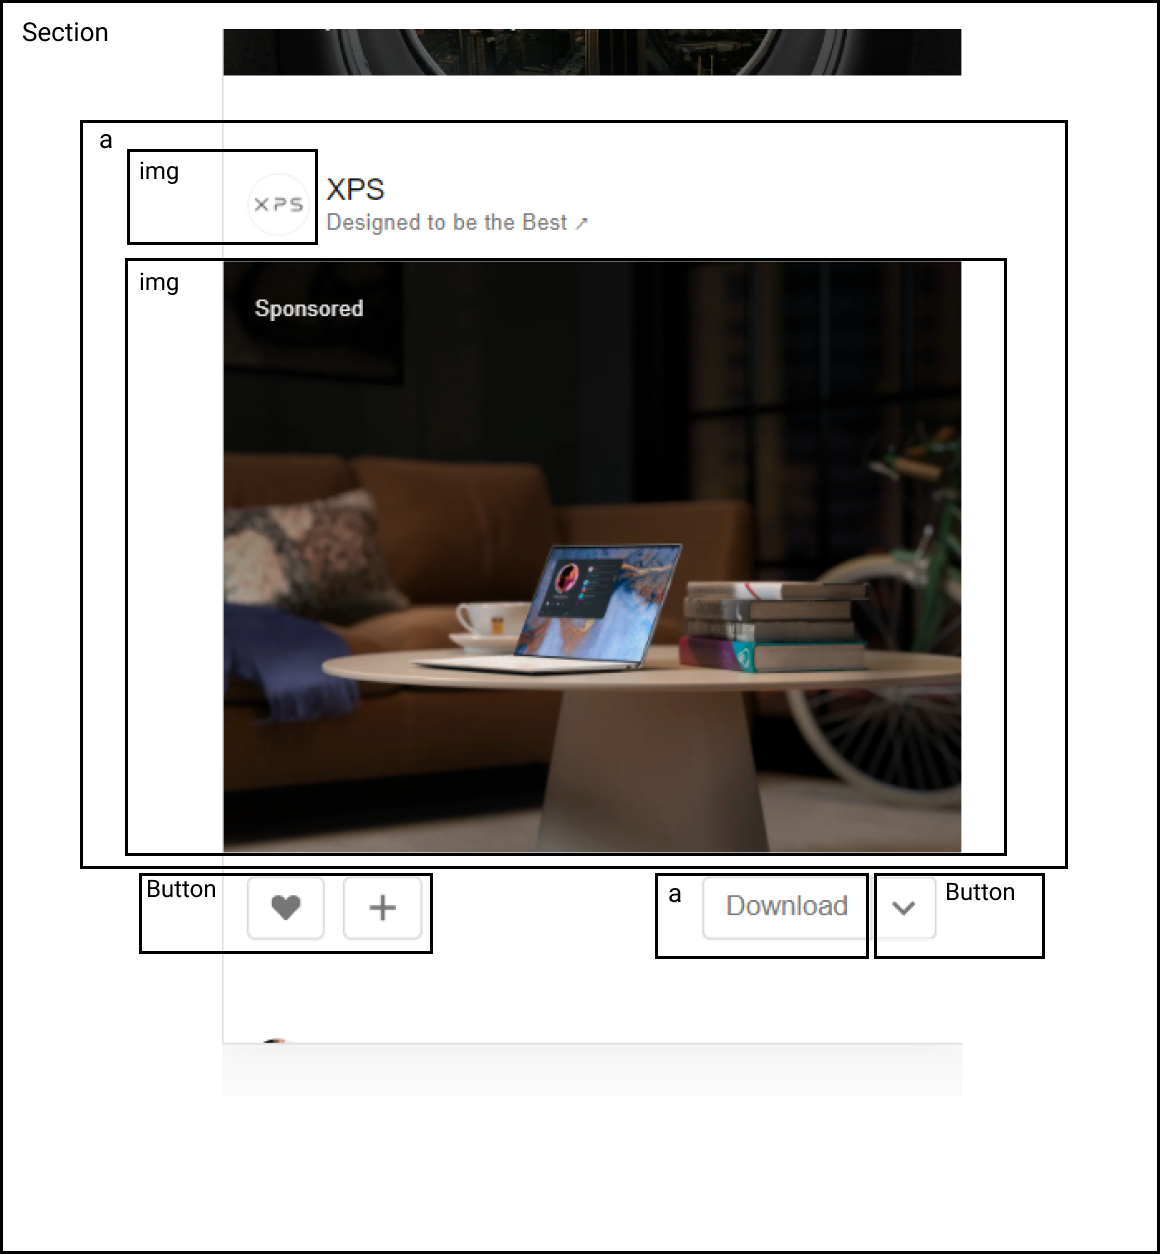 Section
a
img
XPS
XPS
Designed to be the Best ↗
img
Sponsored
Button
a
Download
Button